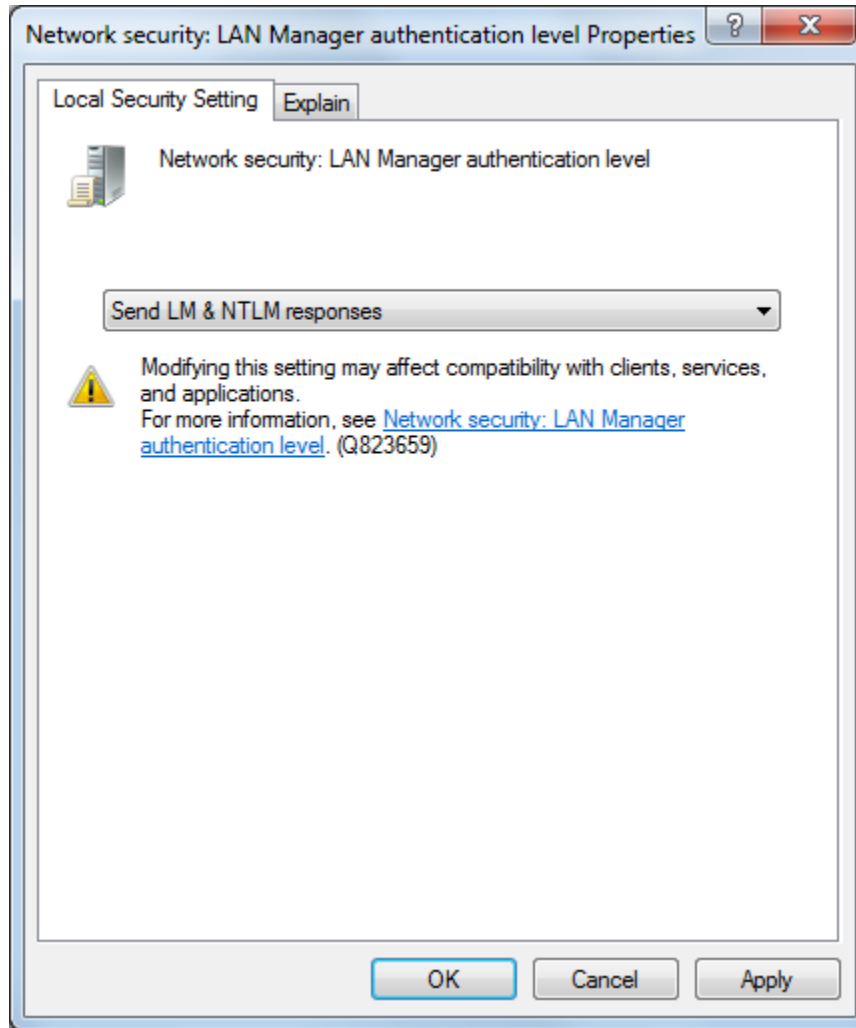 Network security: LAN Manager authentication level Properties
Local Security Setting
Explain
Network security: LAN Manager authentication level
Send LM & NTLM responses
Modifying this setting may affect compatibility with clients, services,
and applications.
For more information, see Network security: LAN Manager
authentication level. (Q823659)
OK
Cancel
Apply